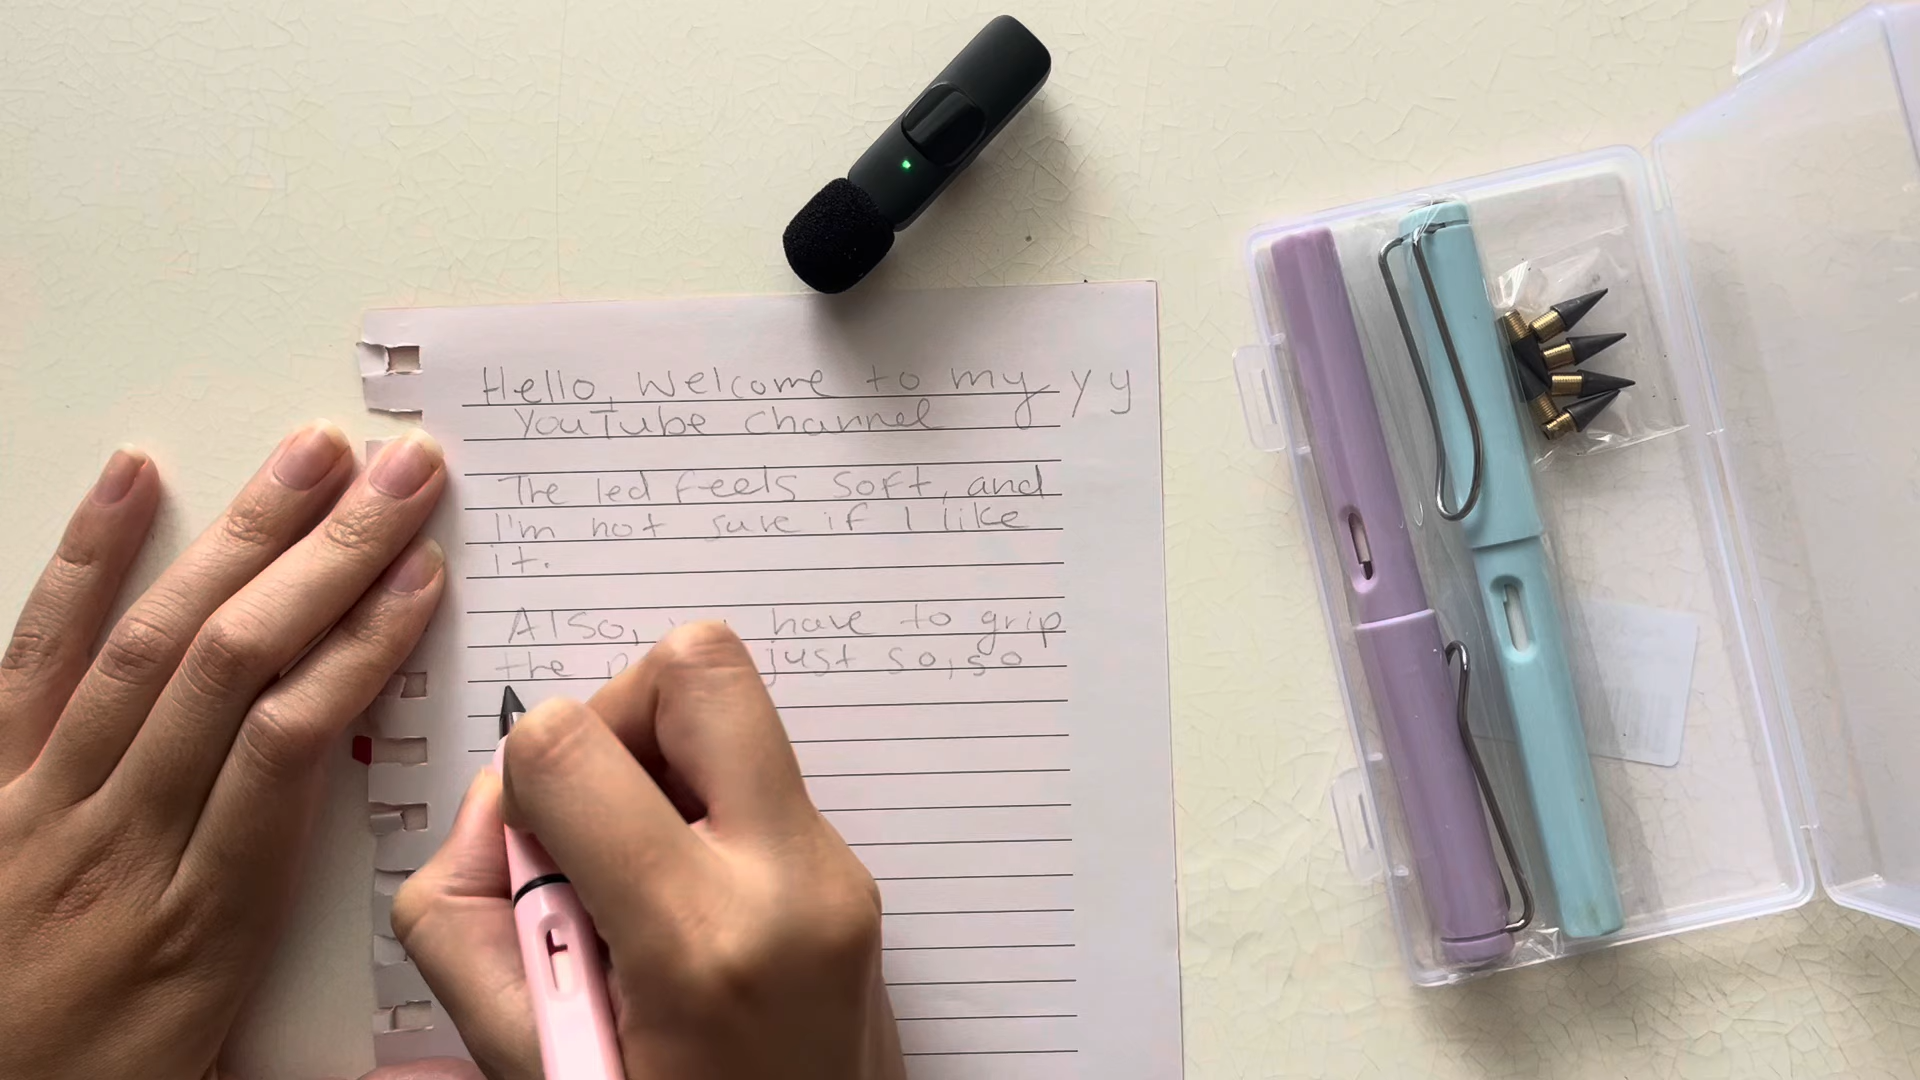 Hello, Welcome to my y y
YouTube channel
The led feels soft, and
I'm not sure if I like
it.
Also, have to grip
the just so, so